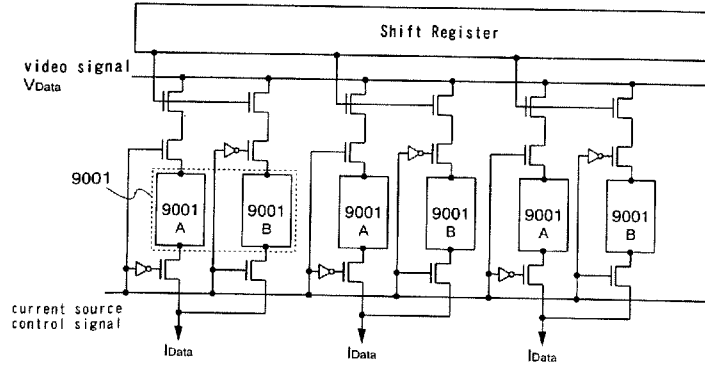 Shift Register
video signal
VData
9001
9001 A
9001 B
9001 A
9001 B
9001 A
9001 B
current source
control signal
IData
IData
IData